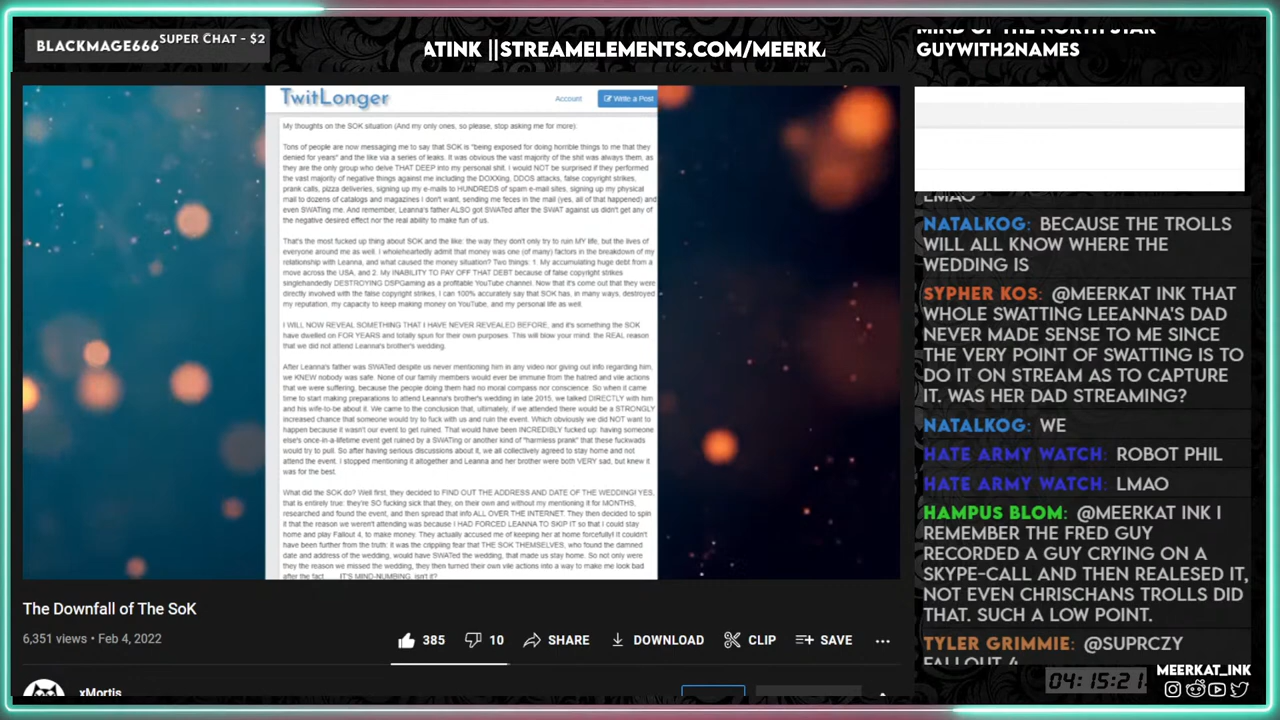 BLACKMAGE666 SUPER CHAT - $2
ATINK ||STREAMELEMENTS.COM/MEERKA
MIND OF THE NORTH STAR
GUYWITH2NAMES
TwitLonger
Account
Write a Post
My thoughts on the SOK situation (And my only ones, so please, stop asking me for more).
Tons of people are now messaging me to say that SOK is "being exposed for doing horrible things to me that they
denied for years" and the like via a series of leaks. It was obvious the vast majority of the shit was always them, as
they are the only group who delve THAT DEEP into my personal shit. I would NOT be surprised if they performed
the vast majority of negative things against me including the DOXXing, DDOS attacks, false copyright strikes,
prank calls, pizza deliveries, signing up my e-mails to HUNDREDS of spam e-mail sites, signing up my physical
mail to dozens of catalogs and magazines I don't want, sending me feces in the mail (yes, all of that happened) and
even SWATing me. And remember, Leanna's father ALSO got SWATed after the SWAT against us didn't get any of
the negative desired effect nor the real ability to make fun of us.
That's the most fucked up thing about SOK and the like: the way they don't only try to ruin MY life, but the lives of
everyone around me as well. I wholeheartedly admit that money was one (of many) factors in the breakdown of my
relationship with Leanna, and what caused the money situation? Two things: 1. My accumulating huge debt from a
move across the USA, and 2. My INABILITY TO PAY OFF THAT DEBT because of false copyright strikes
singlehandedly DESTROYING DSPGaming as a profitable YouTube channel. Now that it's come out that they were
directly involved with the false copyright strikes, I can 100% accurately say that SOK has, in many ways, destroyed
my reputation, my capacity to keep making money on YouTube, and my personal life as well.
I WILL NOW REVEAL SOMETHING THAT I HAVE NEVER REVEALED BEFORE, and it's something the SOK
have dwelled on FOR YEARS and totally spun for their own purposes. This will blow your mind: the REAL reason
that we did not attend Leanna's brother's wedding.
After Leanna's father was SWATed despite us never mentioning him in any video nor giving out info regarding him,
we KNEW nobody was safe. None of our family members would ever be immune from the hatred and vile actions
that we were suffering, because the people doing them had no moral compass nor conscience. So when it came
time to start making preparations to attend Leanna's brother's wedding in late 2015, we talked DIRECTLY with him
and his wife-to-be about it. We came to the conclusion that, ultimately, if we attended there would be a STRONGLY
increased chance that someone would try to fuck with us and ruin the event. Which obviously we did NOT want to
happen because it wasn't our event to get ruined. That would have been INCREDIBLY fucked up: having someone
else's once-in-a-lifetime event get ruined by a SWATing or another kind of "harmless prank" that these fuckwads
would try to pull. So after having serious discussions about it, we all collectively agreed to stay home and not
attend the event. I stopped mentioning it altogether and Leanna and her brother were both VERY sad, but knew it
was for the best.
What did the SOK do? Well first, they decided to FIND OUT THE ADDRESS AND DATE OF THE WEDDING! YES,
that is entirely true: they're SO fucking sick that they, on their own and without my mentioning it for MONTHS,
researched and found the event, and then spread that info ALL OVER THE INTERNET. They then decided to spin
it that the reason we weren't attending was because I HAD FORCED LEANNA TO SKIP IT so that I could stay
home and play Fallout 4, to make money. They actually accused me of keeping her at home forcefully! It couldn't
have been further from the truth: it was the crippling fear that THE SOK THEMSELVES, who found the damned
date and address of the wedding, would have SWATed the wedding, that made us stay home. So not only were
they the reason we missed the wedding, they then turned their own vile actions into a way to make me look bad
after the fact IT'S MIND-NUMBING, isn't it?
The Downfall of The SoK
6,351 views • Feb 4, 2022
385 10 SHARE DOWNLOAD CLIP SAVE
xMortis
LMAO
NATALKOG: BECAUSE THE TROLLS
WILL ALL KNOW WHERE THE
WEDDING IS
SYPHER KOS: @MEERKAT INK THAT
WHOLE SWATTING LEEANNA'S DAD
NEVER MADE SENSE TO ME SINCE
THE VERY POINT OF SWATTING IS TO
DO IT ON STREAM AS TO CAPTURE
IT. WAS HER DAD STREAMING?
NATALKOG: WE
HATE ARMY WATCH: ROBOT PHIL
HATE ARMY WATCH: LMAO
HAMPUS BLOM: @MEERKAT INK I
REMEMBER THE FRED GUY
RECORDED A GUY CRYING ON A
SKYPE-CALL AND THEN REALESED IT,
NOT EVEN CHRISCHANS TROLLS DID
THAT. SUCH A LOW POINT.
TYLER GRIMMIE: @SUPRCZY
FALLOUT 4
04:15:21
MEERKAT_INK